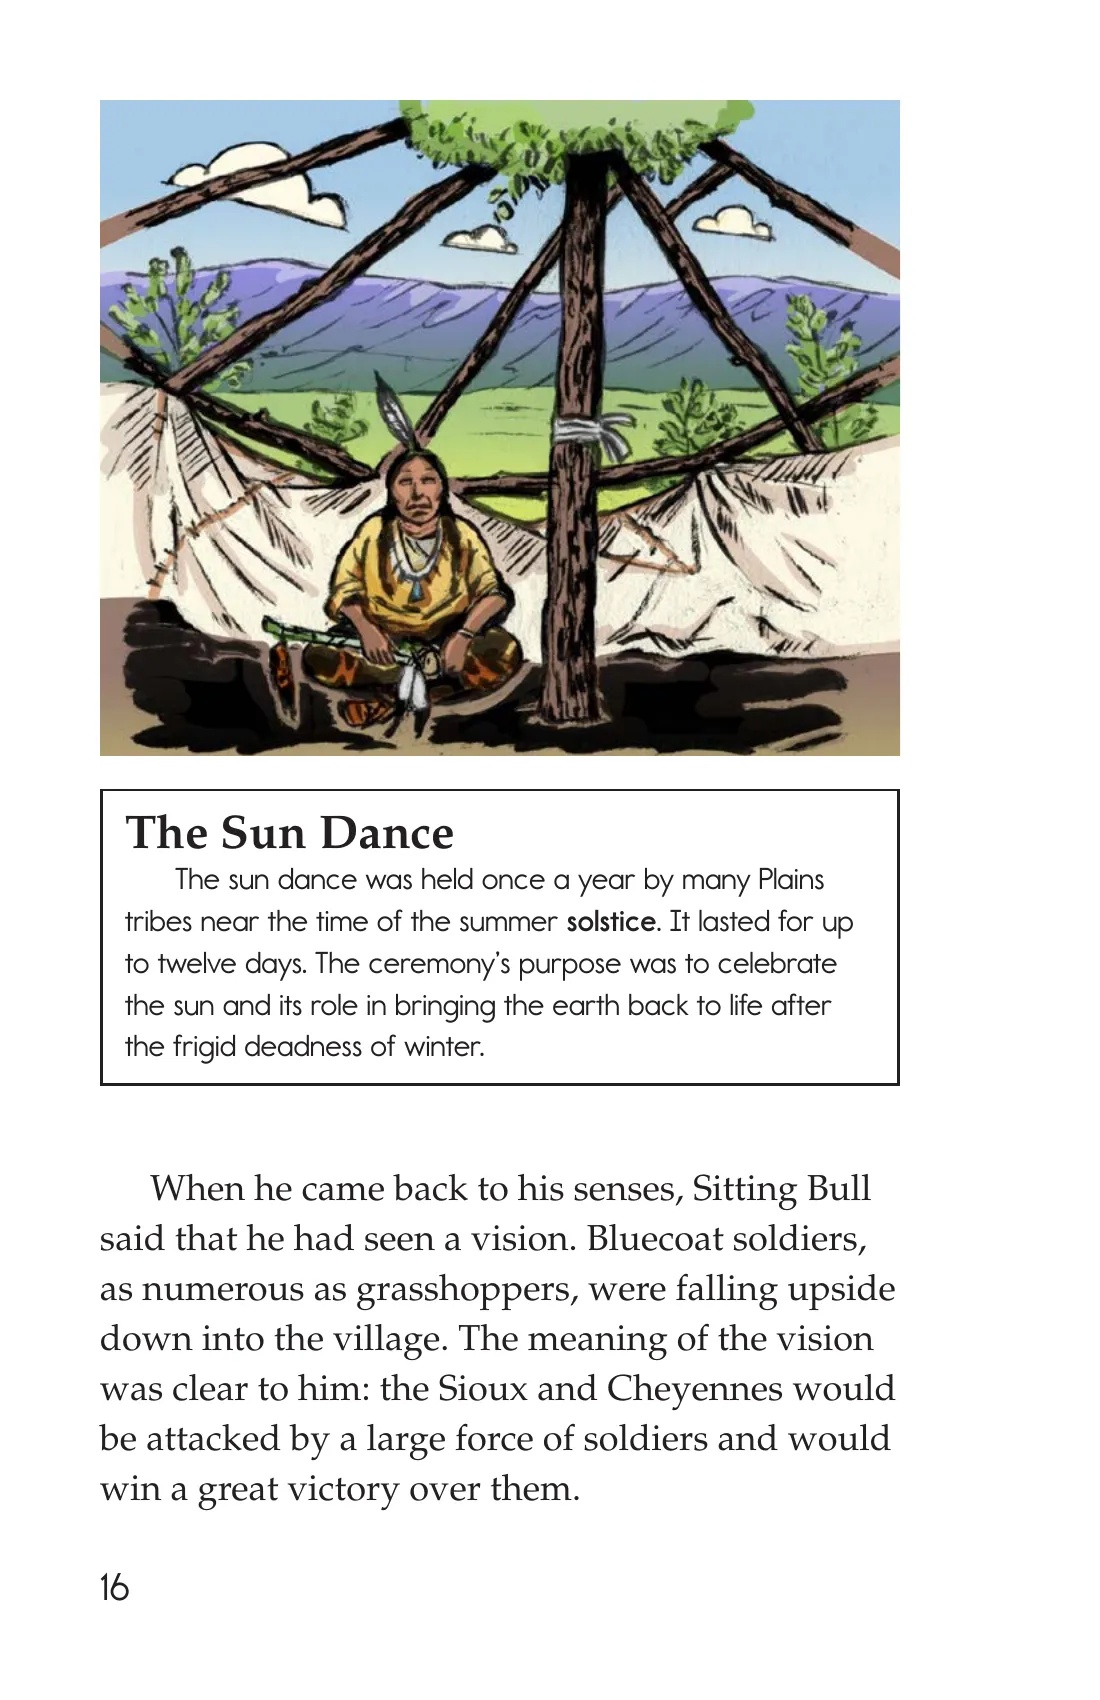 The Sun Dance
The sun dance was held once a year by many Plains
tribes near the time of the summer solstice. It lasted for up
to twelve days. The ceremony’s purpose was to celebrate
the sun and its role in bringing the earth back to life after
the frigid deadness of winter.
When he came back to his senses, Sitting Bull
said that he had seen a vision. Bluecoat soldiers,
as numerous as grasshoppers, were falling upside
down into the village. The meaning of the vision
was clear to him: the Sioux and Cheyennes would
be attacked by a large force of soldiers and would
win a great victory over them.
16